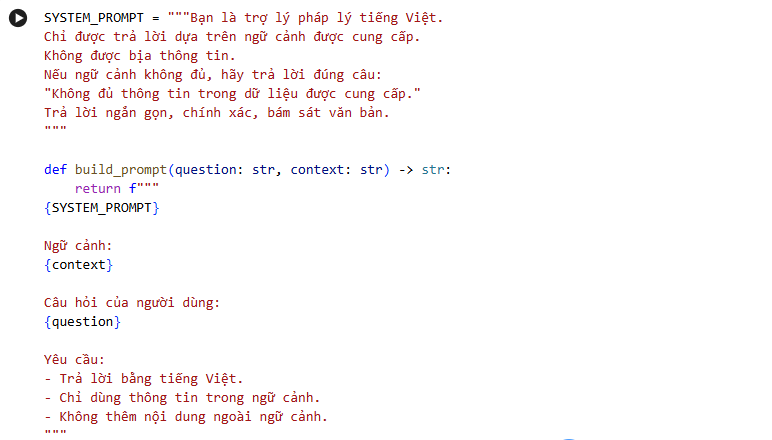 SYSTEM_PROMPT = """Bạn là trợ lý pháp lý tiếng Việt.
Chỉ được trả lời dựa trên ngữ cảnh được cung cấp.
Không được bịa thông tin.
Nếu ngữ cảnh không đủ, hãy trả lời đúng câu:
"Không đủ thông tin trong dữ liệu được cung cấp."
Trả lời ngắn gọn, chính xác, bám sát văn bản.
"""

def build_prompt(question: str, context: str) -> str:
    return f"""
{SYSTEM_PROMPT}

Ngữ cảnh:
{context}

Câu hỏi của người dùng:
{question}

Yêu cầu:
- Trả lời bằng tiếng Việt.
- Chỉ dùng thông tin trong ngữ cảnh.
- Không thêm nội dung ngoài ngữ cảnh.
"""